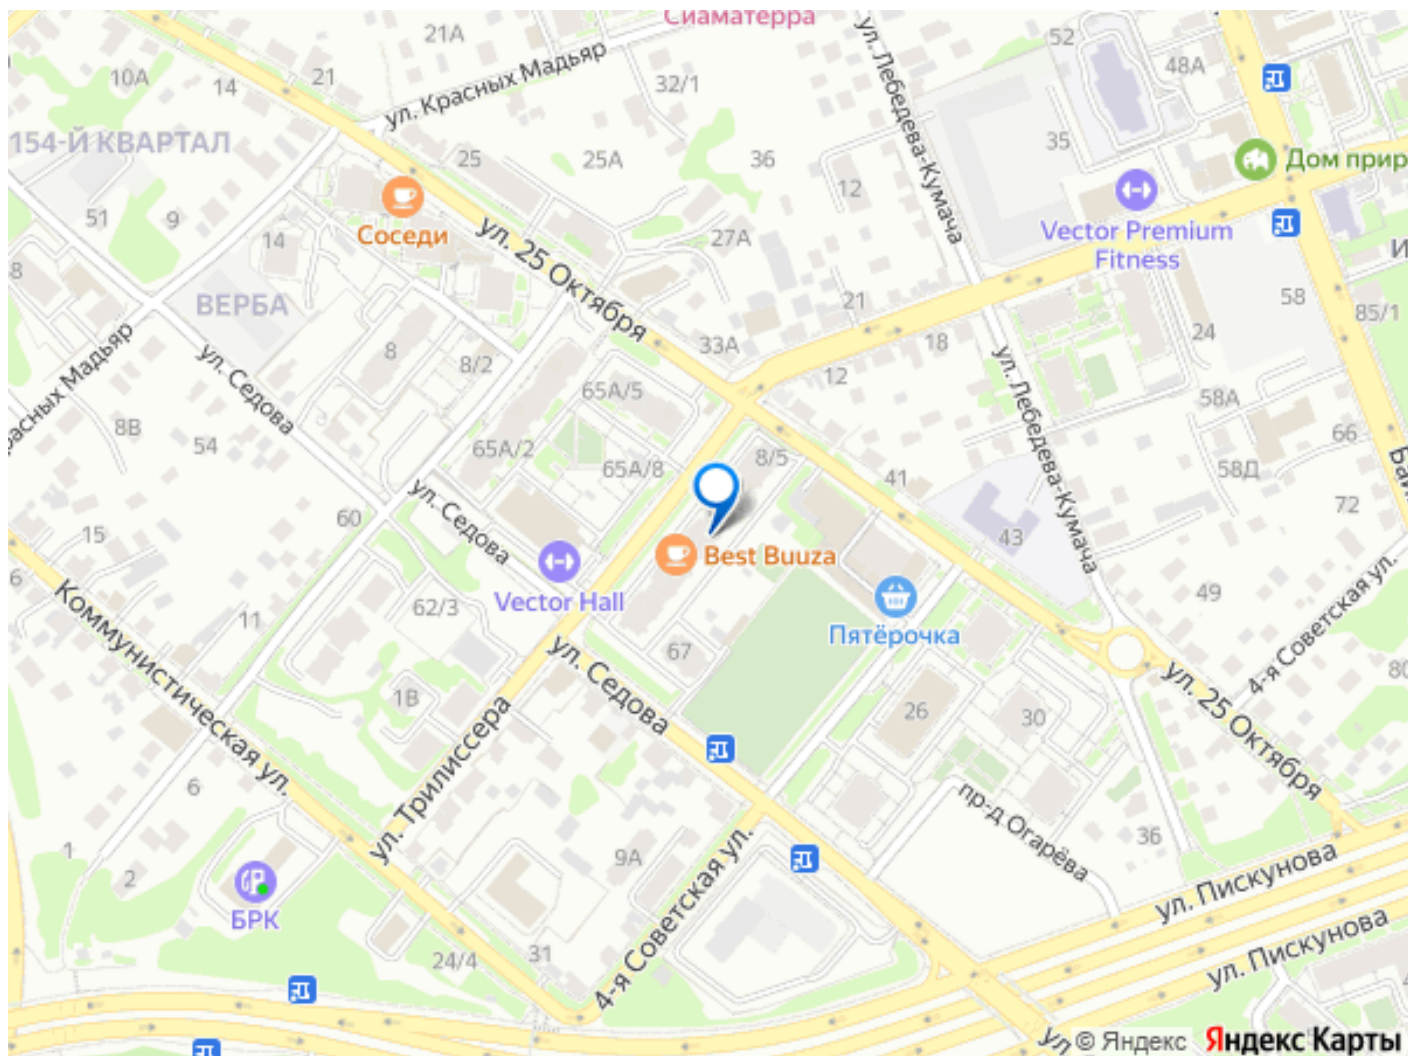 Сиаматерра
21А
52
10А
14
21
ул. Красных Мадьяр
32/1
ул. Лебедева-Кумача
48А
154-Й КВАРТАЛ
25
25А
36
35
12
Дом прир
51
9
Соседи
14
ул. 25 Октября
27А
Vector Premium
Fitness
И
8
ВЕРБА
21
58
85/1
33А
18
24
8
8/2
12
ул. Седова
65А/5
ул. Лебедева-Кумача
58А
расных Мадьяр
8В
54
65А/2
65А/8
8/5
41
66
58Д
Бай
72
ул. Седова
60
15
43
Best Buuza
6
Vector Hall
62/3
11
Пятёрочка
49
4-я Советская ул.
Коммунистическая ул.
67
ул. Седова
1В
26
30
80
ул. 25 Октября
ул. Трилиссера
6
пр-д Огарёва
36
1
2
9А
4-я Советская ул.
БРК
ул. Пискунова
24/4
31
ул. Пискунова
4
ул
© Яндекс Яндекс Карты